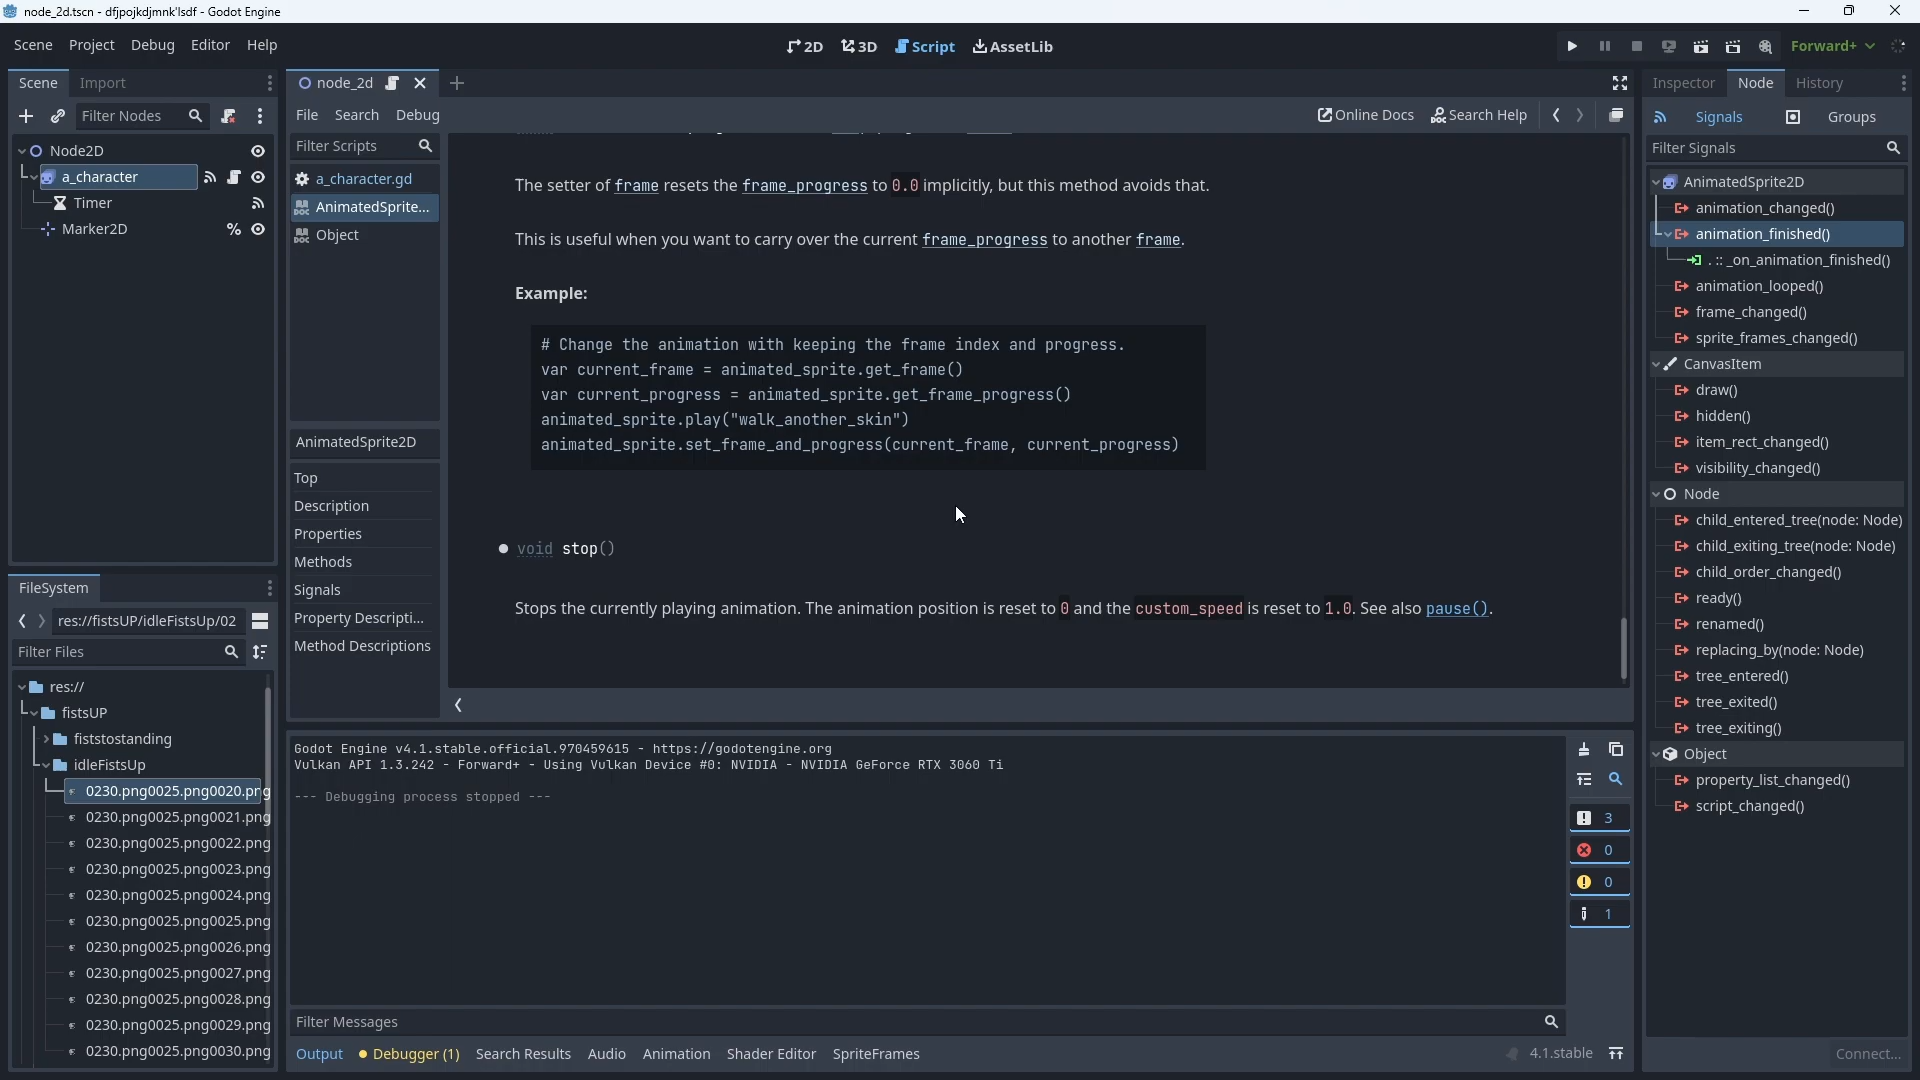 node_2d.tscn - dfjpojkdjmnk'lsdf - Godot Engine
Scene Project Debug Editor Help
2D 3D Script AssetLib
Forward+
Scene Import
Filter Nodes
Node2D
a_character
Timer
Marker2D
%
FileSystem
res://fistsUP/idleFistsUp/02
Filter Files
res://
fistsUP
fiststostanding
idleFistsUp
0230.png0025.png0020.png
0230.png0025.png0021.png
0230.png0025.png0022.png
0230.png0025.png0023.png
0230.png0025.png0024.png
0230.png0025.png0025.png
0230.png0025.png0026.png
0230.png0025.png0027.png
0230.png0025.png0028.png
0230.png0025.png0029.png
0230.png0025.png0030.png
node_2d
File Search Debug
Online Docs Search Help
Filter Scripts
a_character.gd
AnimatedSprite...
Object
AnimatedSprite2D
Top
Description
Properties
Methods
Signals
Property Descripti...
Method Descriptions
The setter of frame resets the frame_progress to 0.0 implicitly, but this method avoids that.
This is useful when you want to carry over the current frame_progress to another frame.
Example:
# Change the animation with keeping the frame index and progress.
var current_frame = animated_sprite.get_frame()
var current_progress = animated_sprite.get_frame_progress()
animated_sprite.play("walk_another_skin")
animated_sprite.set_frame_and_progress(current_frame, current_progress)
void stop()
Stops the currently playing animation. The animation position is reset to 0 and the custom_speed is reset to 1.0. See also pause().
Godot Engine v4.1.stable.official.970459615 - https://godotengine.org
Vulkan API 1.3.242 - Forward+ - Using Vulkan Device #0: NVIDIA - NVIDIA GeForce RTX 3060 Ti
--- Debugging process stopped ---
3
0
0
1
Filter Messages
Output Debugger (1) Search Results Audio Animation Shader Editor SpriteFrames
4.1.stable
Inspector Node History
Signals Groups
Filter Signals
AnimatedSprite2D
animation_changed()
animation_finished()
. :: _on_animation_finished()
animation_looped()
frame_changed()
sprite_frames_changed()
CanvasItem
draw()
hidden()
item_rect_changed()
visibility_changed()
Node
child_entered_tree(node: Node)
child_exiting_tree(node: Node)
child_order_changed()
ready()
renamed()
replacing_by(node: Node)
tree_entered()
tree_exited()
tree_exiting()
Object
property_list_changed()
script_changed()
Connect...